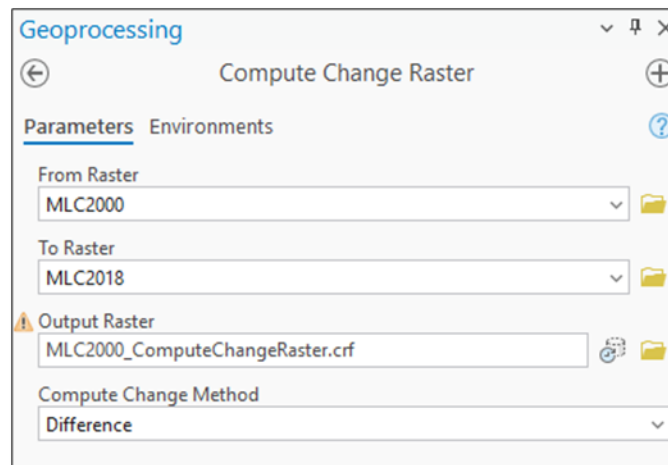 Geoprocessing
Compute Change Raster
Parameters Environments
From Raster
MLC2000
To Raster
MLC2018
Output Raster
MLC2000_ComputeChangeRaster.crf
Compute Change Method
Difference